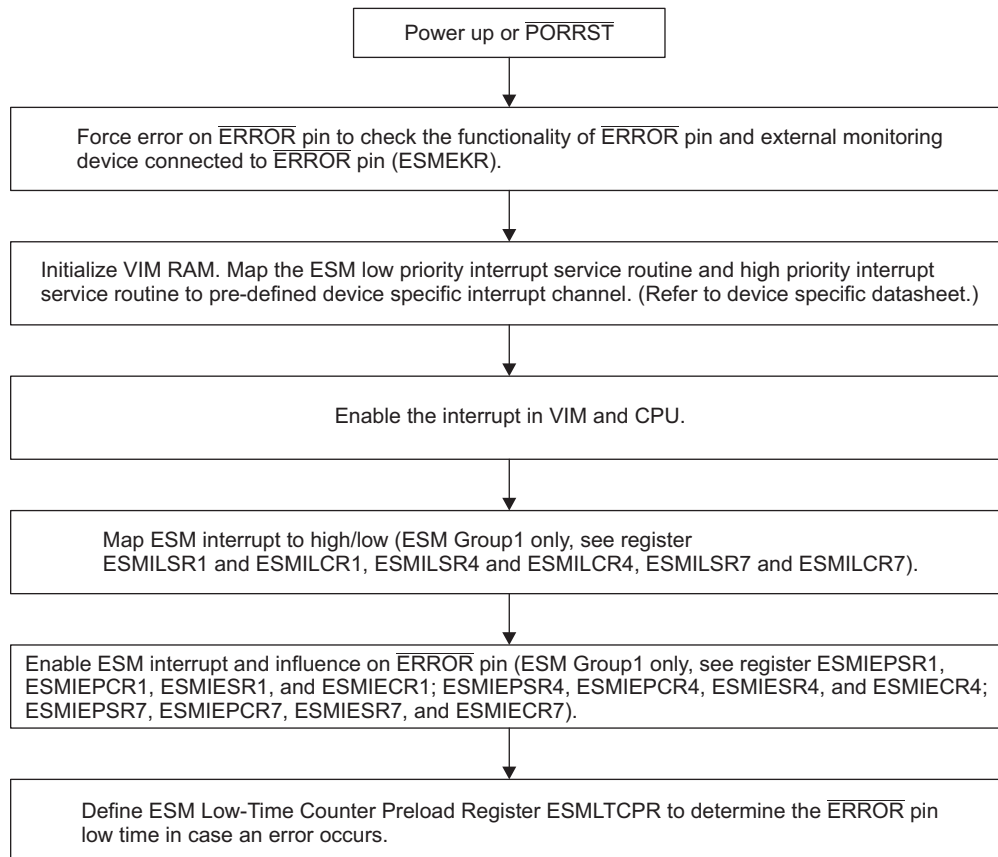 Power up or P̅O̅R̅R̅S̅T̅
Force error on E̅R̅R̅O̅R̅ pin to check the functionality of E̅R̅R̅O̅R̅ pin and external monitoring
device connected to E̅R̅R̅O̅R̅ pin (ESMEKR).
Initialize VIM RAM. Map the ESM low priority interrupt service routine and high priority interrupt
service routine to pre-defined device specific interrupt channel. (Refer to device specific datasheet.)
Enable the interrupt in VIM and CPU.
Map ESM interrupt to high/low (ESM Group1 only, see register
ESMILSR1 and ESMILCR1, ESMILSR4 and ESMILCR4, ESMILSR7 and ESMILCR7).
Enable ESM interrupt and influence on E̅R̅R̅O̅R̅ pin (ESM Group1 only, see register ESMIEPSR1,
ESMIEPCR1, ESMIESR1, and ESMIECR1; ESMIEPSR4, ESMIEPCR4, ESMIESR4, and ESMIECR4;
ESMIEPSR7, ESMIEPCR7, ESMIESR7, and ESMIECR7).
Define ESM Low-Time Counter Preload Register ESMLTCPR to determine the E̅R̅R̅O̅R̅ pin
low time in case an error occurs.